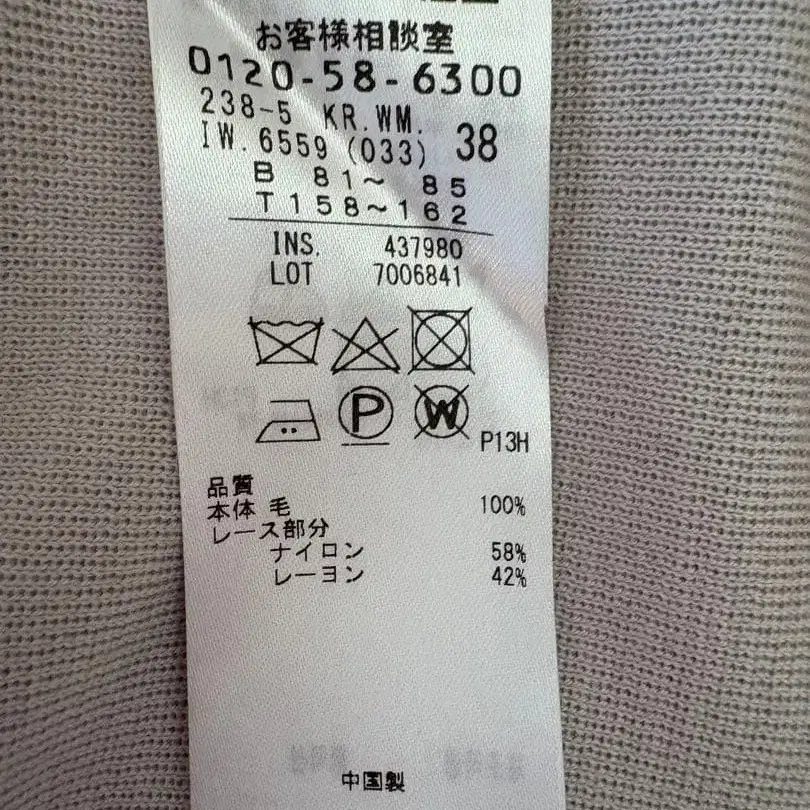 お客様相談室
0120-58-6300
238-5 KR.WM.
IW.6559 (033) 38
B 81～ 85
T 158～162
INS. 437980
LOT 7006841
P
W
P13H
品質
本体 毛 100%
レース部分
ナイロン 58%
レーヨン 42%
中国製